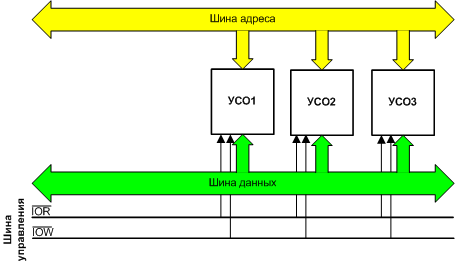 Шина адреса
УСО1
УСО2
УСО3
Шина данных
Шина
управления
IOR
IOW